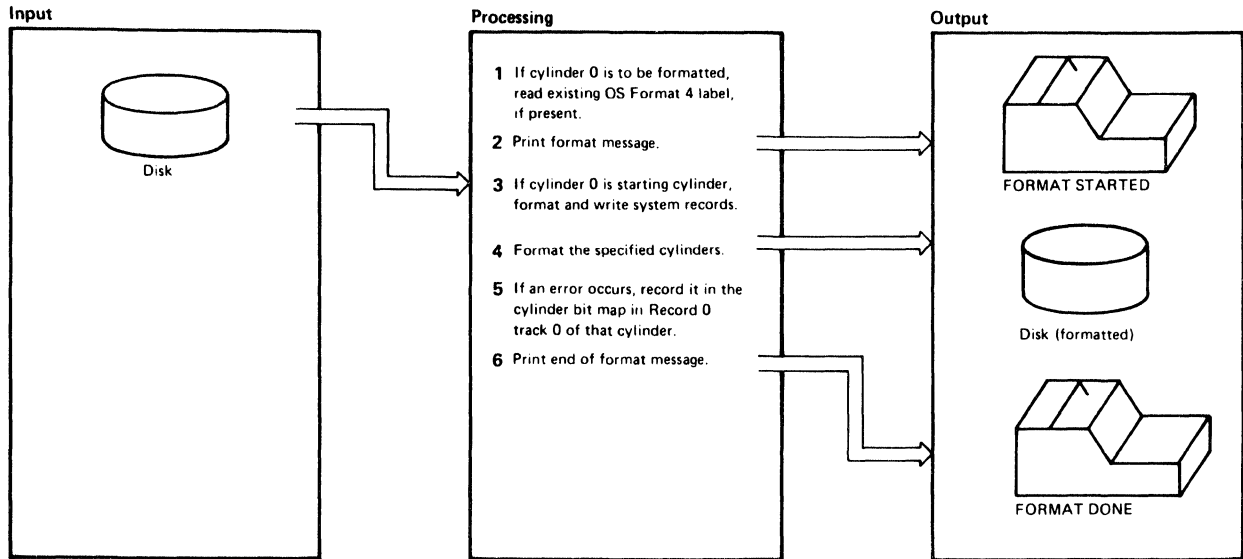 Input
Disk
Processing
1 If cylinder 0 is to be formatted,
read existing OS Format 4 label,
if present.
2 Print format message.
3 If cylinder 0 is starting cylinder,
format and write system records.
4 Format the specified cylinders.
5 If an error occurs, record it in the
cylinder bit map in Record 0
track 0 of that cylinder.
6 Print end of format message.
Output
FORMAT STARTED
Disk (formatted)
FORMAT DONE